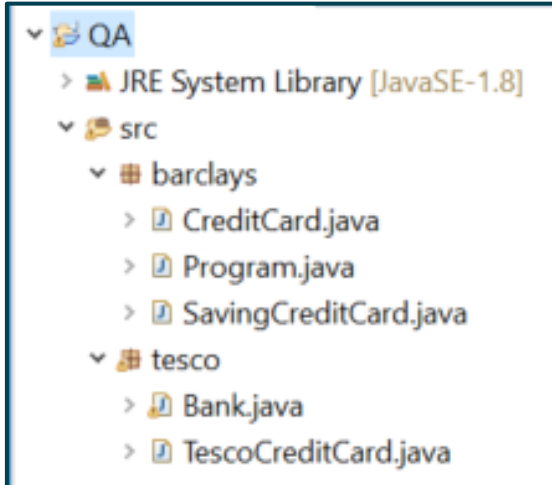 QA
JRE System Library [JavaSE-1.8]
src
barclays
CreditCard.java
Program.java
SavingCreditCard.java
tesco
Bank.java
TescoCreditCard.java